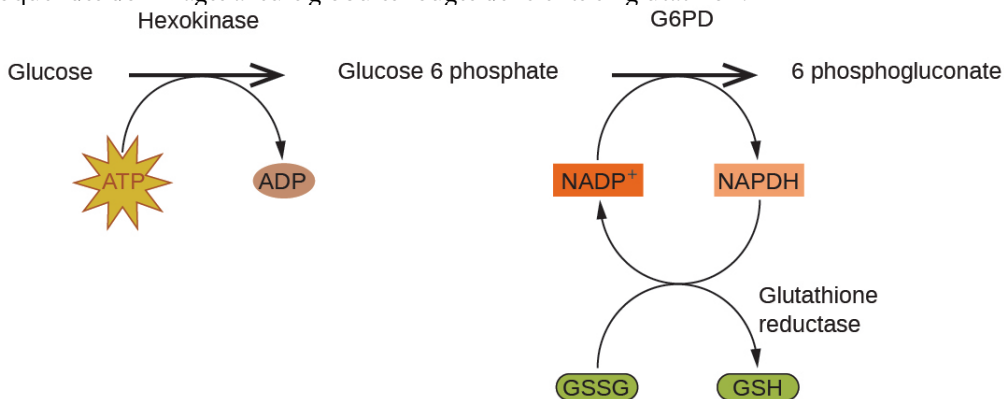 Hexokinase
G6PD
Glucose
Glucose 6 phosphate
6 phosphogluconate
ATP
ADP
NADP+
NAPDH
Glutathione
reductase
GSSG
GSH